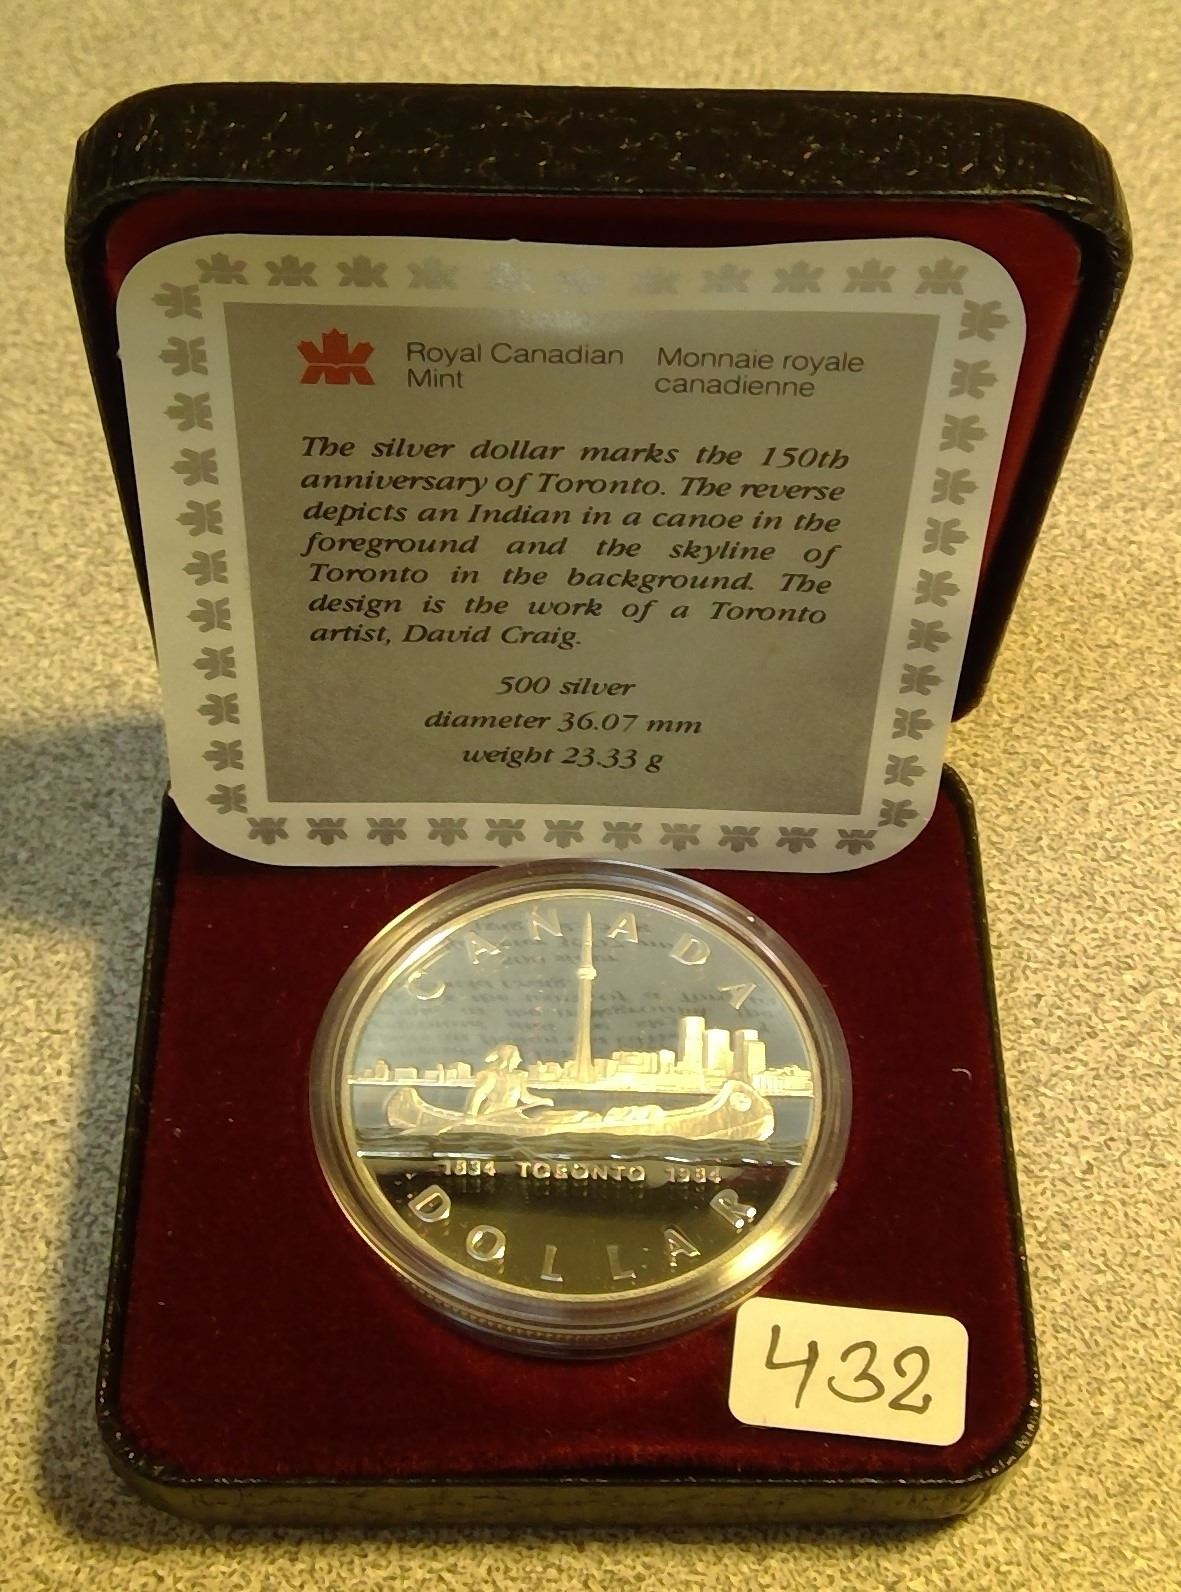 Royal Canadian
Mint
Monnaie royale
canadienne
The silver dollar marks the 150th
anniversary of Toronto. The reverse
depicts an Indian in a canoe in the
foreground and the skyline of
Toronto in the background. The
design is the work of a Toronto
artist, David Craig.
500 silver
diameter 36.07 mm
weight 23.33 g
CANADA
1834 TORONTO 1984
DOLLAR
432